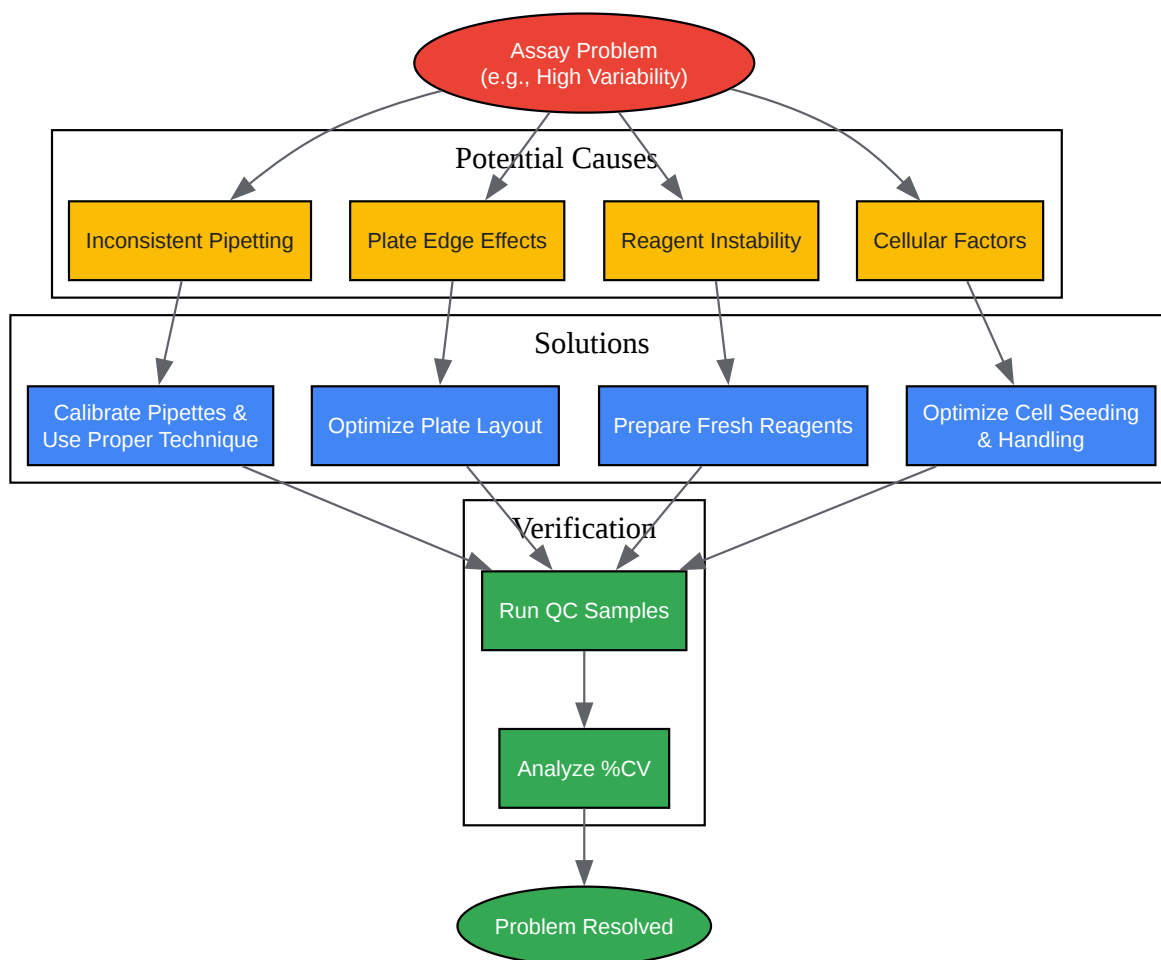 Assay Problem
(e.g., High Variability)
Potential Causes
Inconsistent Pipetting
Plate Edge Effects
Reagent Instability
Cellular Factors
Solutions
Calibrate Pipettes &
Use Proper Technique
Optimize Plate Layout
Prepare Fresh Reagents
Optimize Cell Seeding
& Handling
Verification
Run QC Samples
Analyze %CV
Problem Resolved